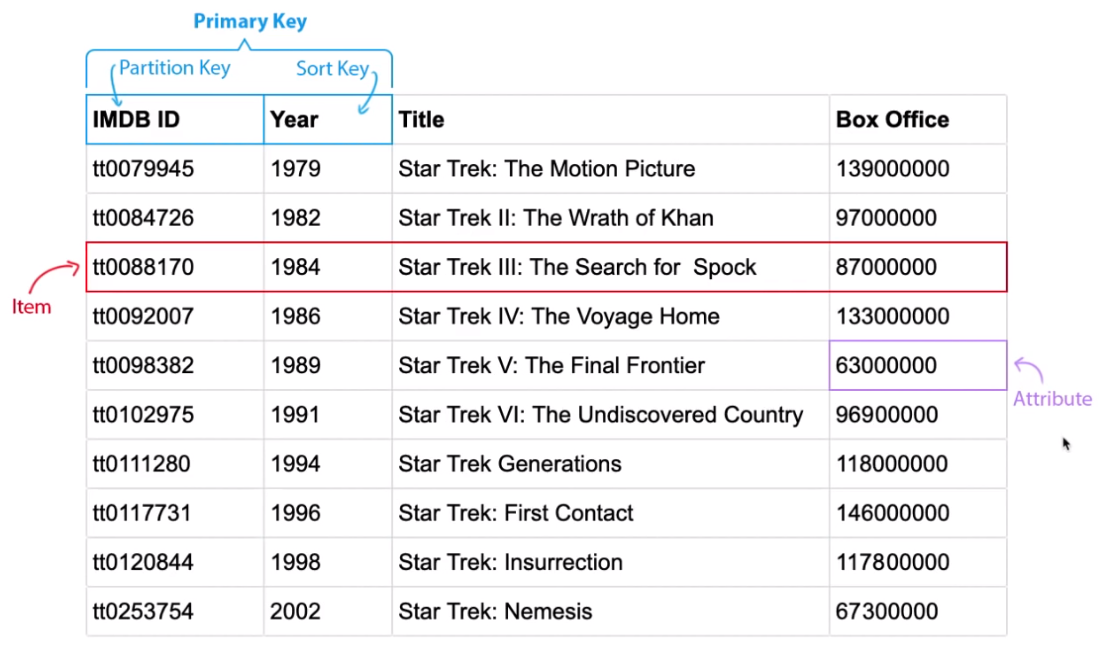 Primary Key
Partition Key Sort Key
IMDB ID Year Title Box Office
tt0079945 1979 Star Trek: The Motion Picture 139000000
tt0084726 1982 Star Trek II: The Wrath of Khan 97000000
tt0088170 1984 Star Trek III: The Search for  Spock 87000000
Item
tt0092007 1986 Star Trek IV: The Voyage Home 133000000
tt0098382 1989 Star Trek V: The Final Frontier 63000000
Attribute
tt0102975 1991 Star Trek VI: The Undiscovered Country 96900000
tt0111280 1994 Star Trek Generations 118000000
tt0117731 1996 Star Trek: First Contact 146000000
tt0120844 1998 Star Trek: Insurrection 117800000
tt0253754 2002 Star Trek: Nemesis 67300000